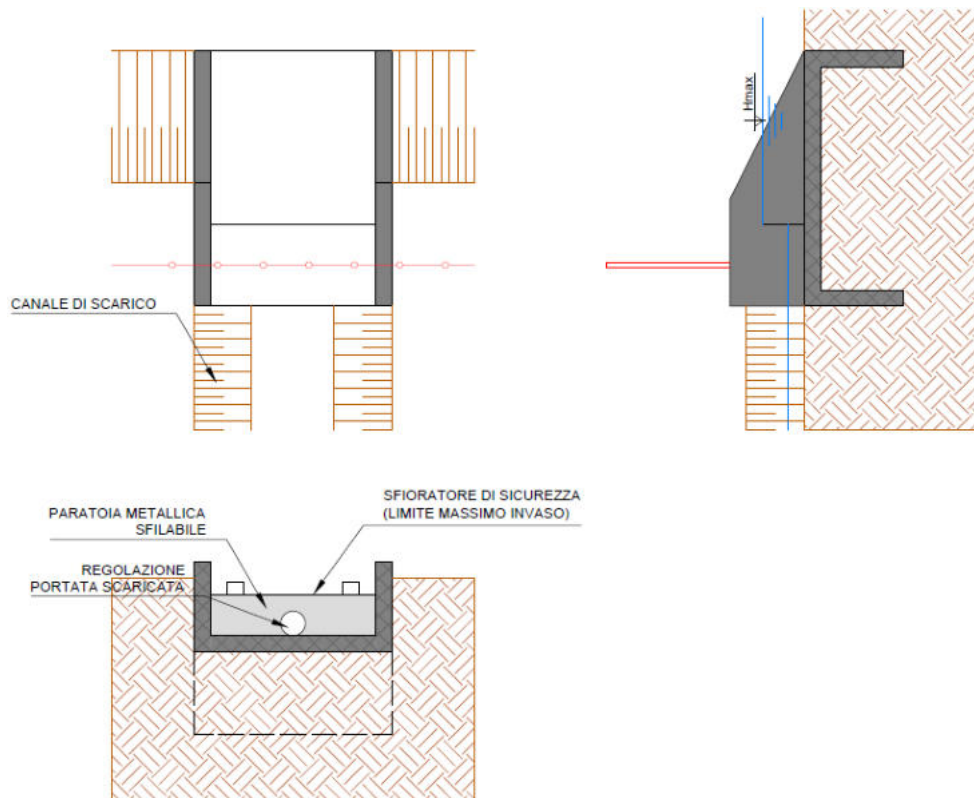 Hmax
CANALE DI SCARICO
SFIORATORE DI SICUREZZA
(LIMITE MASSIMO INVASO)
PARATOIA METALLICA
SFILABILE
REGOLAZIONE
PORTATA SCARICATA